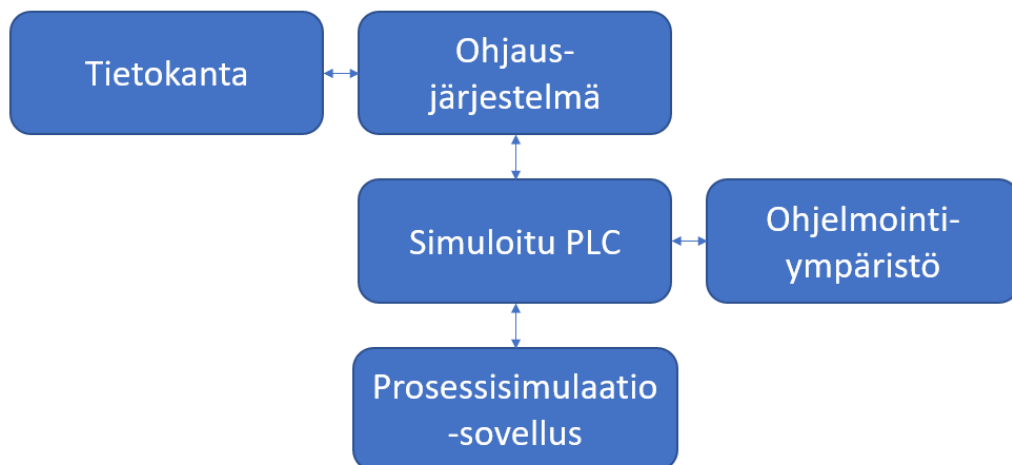 Tietokanta
Ohjaus-
järjestelmä
Simuloitu PLC
Ohjelmointi-
ympäristö
Prosessisimulaatio
-sovellus